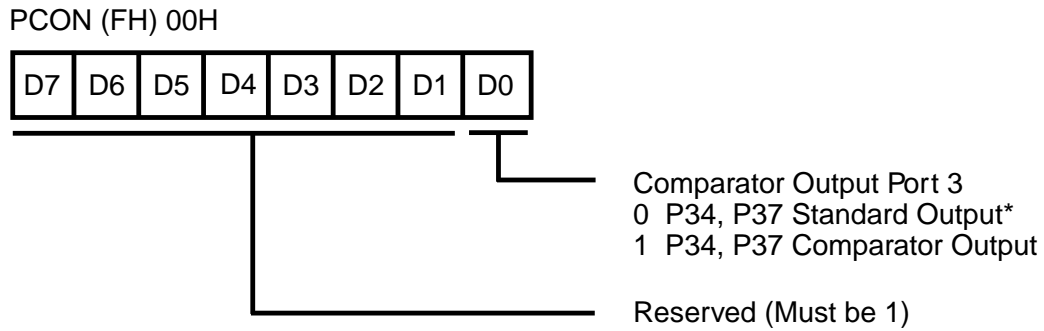 PCON (FH) 00H
D7 D6 D5 D4 D3 D2 D1 D0
Comparator Output Port 3
0 P34, P37 Standard Output*
1 P34, P37 Comparator Output
Reserved (Must be 1)